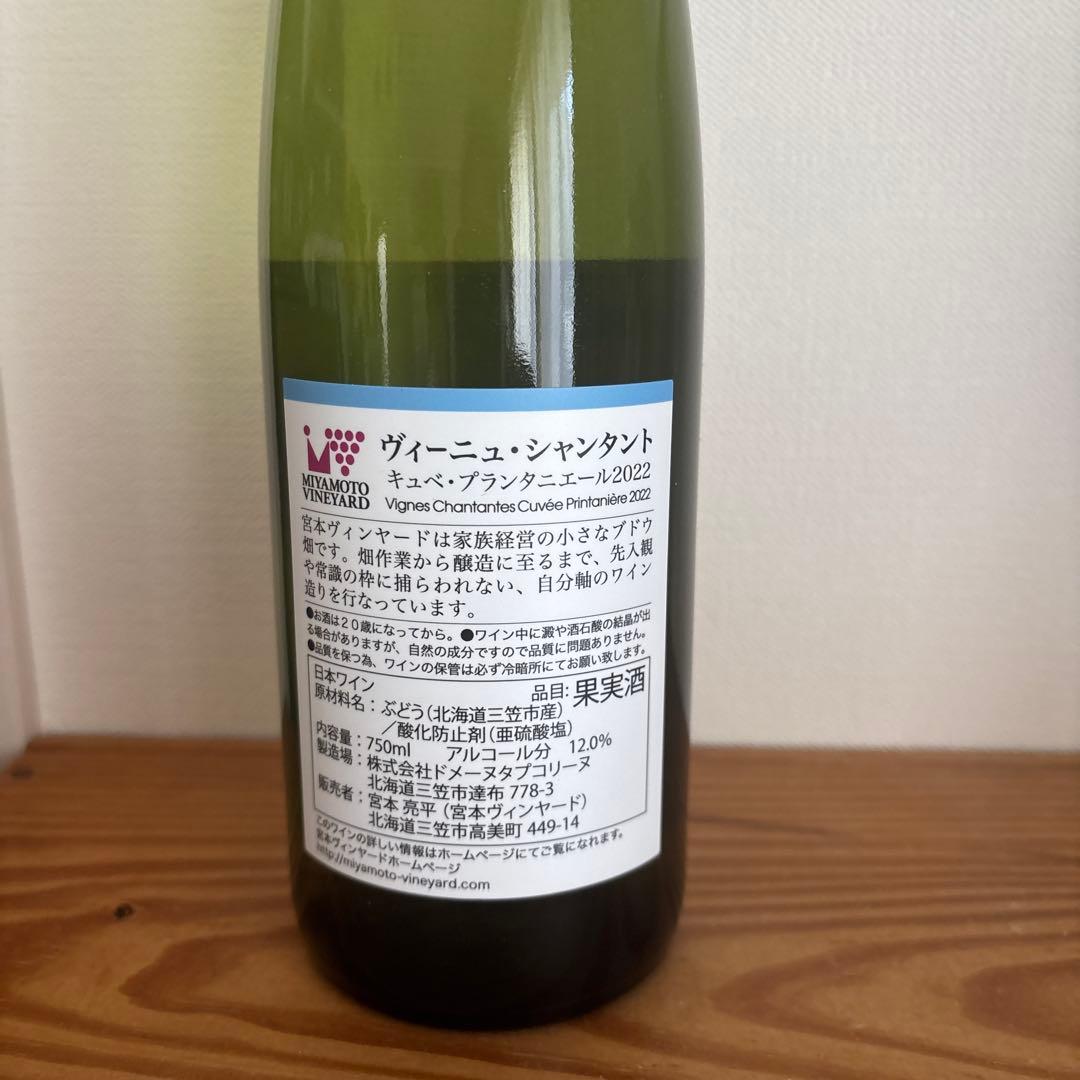 MIYAMOTO
VINEYARD
ヴィーニュ・シャンタント
キュベ・プランタニエール2022
Vignes Chantantes Cuvée Printanière 2022
宮本ヴィンヤードは家族経営の小さなブドウ
畑です。畑作業から醸造に至るまで、先入観
や常識の枠に捕らわれない、自分軸のワイン
造りを行なっています。
●お酒は20歳になってから。●ワイン中に澱や酒石酸の結晶が出
る場合がありますが、自然の成分ですので品質に問題ありません。
●品質を保つ為、ワインの保管は必ず冷暗所にてお願い致します。
日本ワイン 品目:果実酒
原材料名:ぶどう(北海道三笠市産)
/酸化防止剤(亜硫酸塩)
内容量:750ml アルコール分 12.0%
製造場:株式会社ドメーヌタプコリーヌ
北海道三笠市達布 778-3
販売者:宮本 亮平(宮本ヴィンヤード)
北海道三笠市高美町 449-14
このワインの詳しい情報はホームページにてご覧になれます。
宮本ヴィンヤードホームページ
http://miyamoto-vineyard.com